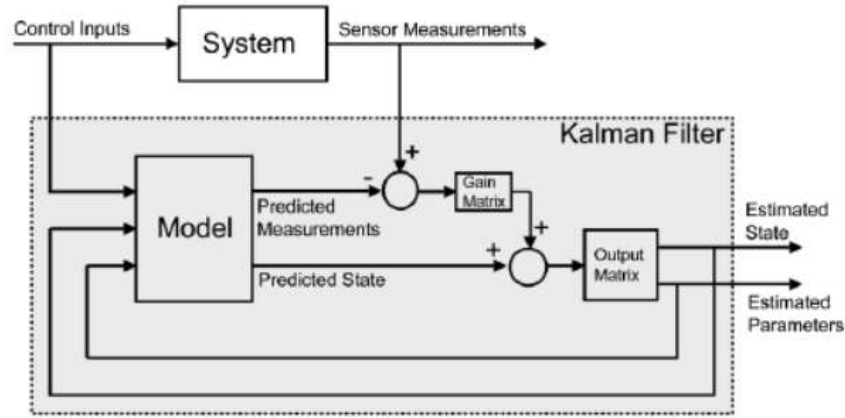 Control Inputs
System
Sensor Measurements
Kalman Filter
+
-
Gain
Matrix
Model
Predicted
Measurements
+
+
Predicted State
Output
Matrix
Estimated
State
Estimated
Parameters